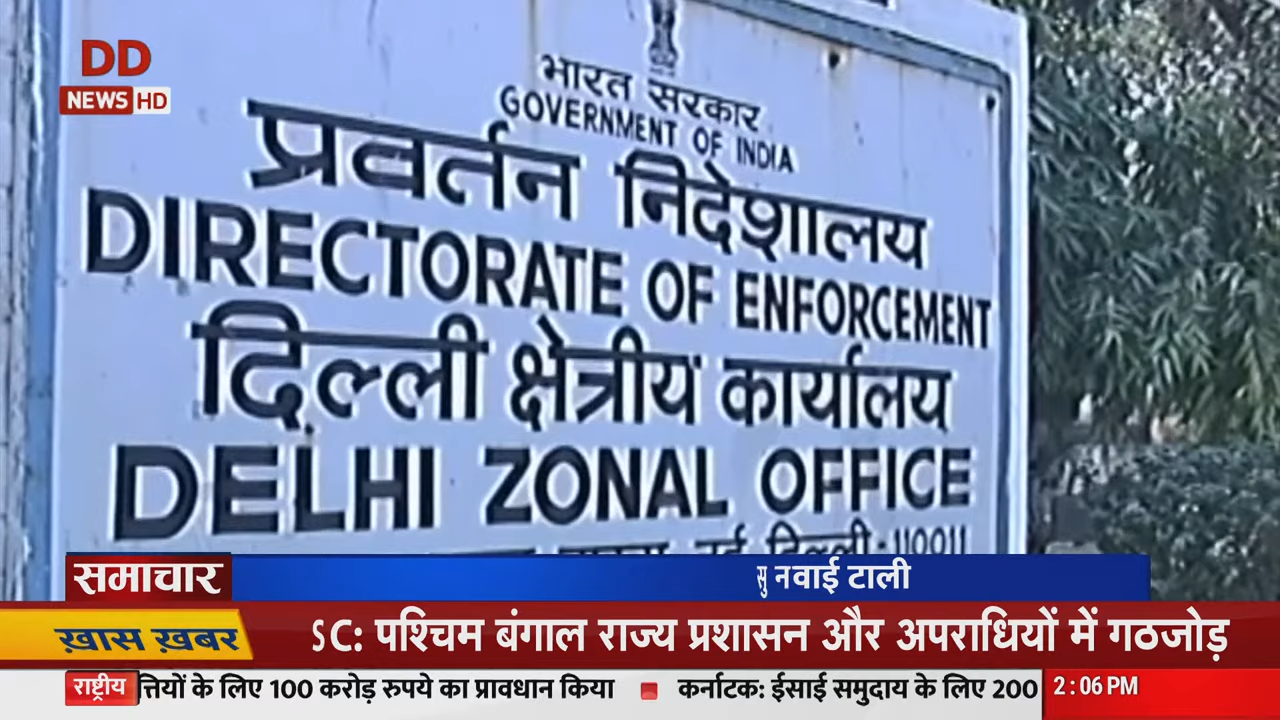 DD
NEWS HD
भारत सरकार
GOVERNMENT OF INDIA
प्रवर्तन निदेशालय
DIRECTORATE OF ENFORCEMENT
दिल्ली क्षेत्रीय कार्यालय
DELHI ZONAL OFFICE
नई दिल्ली-110011
समाचार
सुनवाई टाली
ख़ास ख़बर
SC: पश्चिम बंगाल राज्य प्रशासन और अपराधियों में गठजोड़
राष्ट्रीय
त्तियों के लिए 100 करोड़ रुपये का प्रावधान किया
कर्नाटक: ईसाई समुदाय के लिए 200
2:06 PM